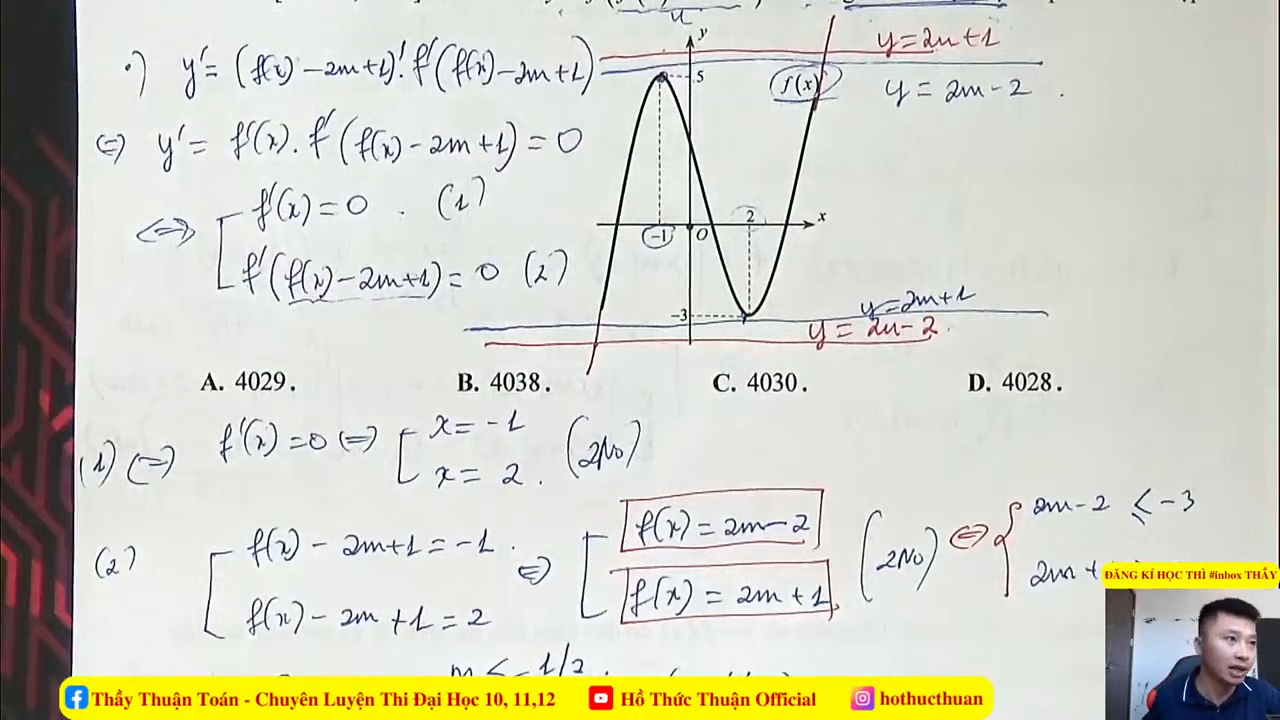 •) y' = (f(x) - 2m+1)'. f'(f(x) - 2m+1)
⇔ y' = f'(x). f'(f(x) - 2m+1) = 0
⇔ [ f'(x) = 0 . (1)
f'(f(x) - 2m+1) = 0 (2)
y
5
f(x)
y = 2m+1
y = 2m - 2 .
-1
O
2
x
-3
y = 2m+1
y = 2m - 2 .
A. 4029.
B. 4038.
C. 4030.
D. 4028.
(1) ⇔ f'(x) = 0 ⇔ [ x = -1
x = 2 . (2No)
(2) [ f(x) - 2m+1 = -1 .
f(x) - 2m+1 = 2
⇔ [ f(x) = 2m - 2
f(x) = 2m+1
(2No) ⇔ { 2m - 2 ≤ -3
2m +
ĐĂNG KÍ HỌC THÌ #inbox THẦY
Thầy Thuận Toán - Chuyên Luyện Thi Đại Học 10, 11,12
Hồ Thức Thuận Official
hothucthuan